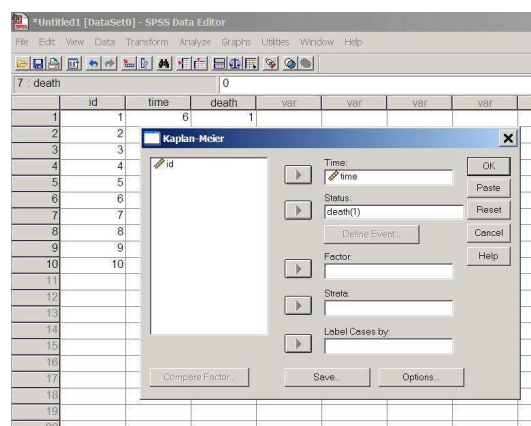 *Untitled1 [DataSet0] - SPSS Data Editor
File Edit View Data Transform Analyze Graphs Utilities Window Help
7 : death 0
id time death var var var var
1 1 6 1
2 2
3 3
4 4
5 5
6 6
7 7
8 8
9 9
10 10
11
12
13
14
15
16
17
18
19
Kaplan-Meier
id
Time:
time
Status:
death(1)
Define Event...
Factor:
Strata:
Label Cases by:
Compare Factor...
Save...
Options...
OK
Paste
Reset
Cancel
Help